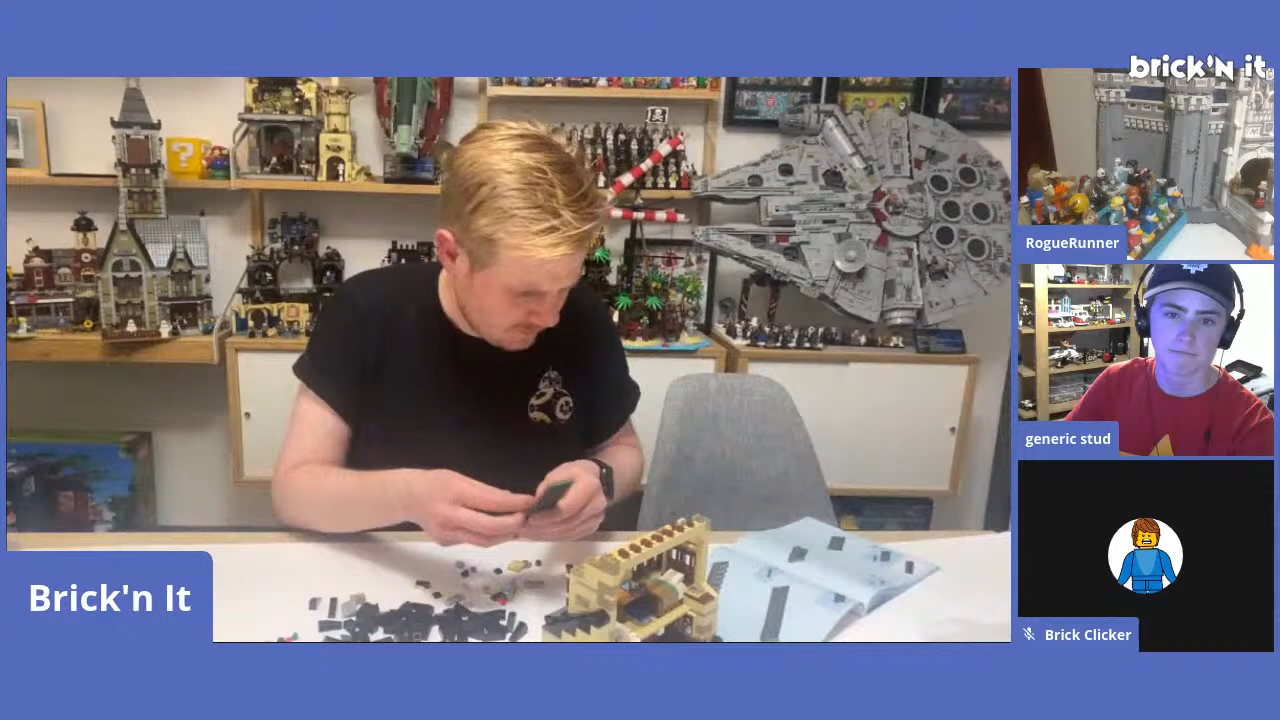 brick'n it
RogueRunner
generic stud
Brick'n It
Brick Clicker
?